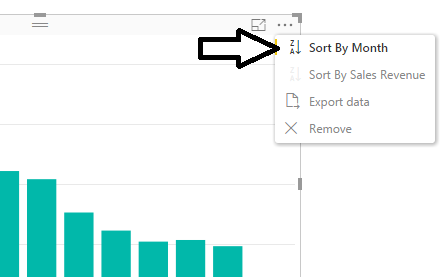 Z
A
Sort By Month
Z
A
Sort By Sales Revenue
Export data
Remove